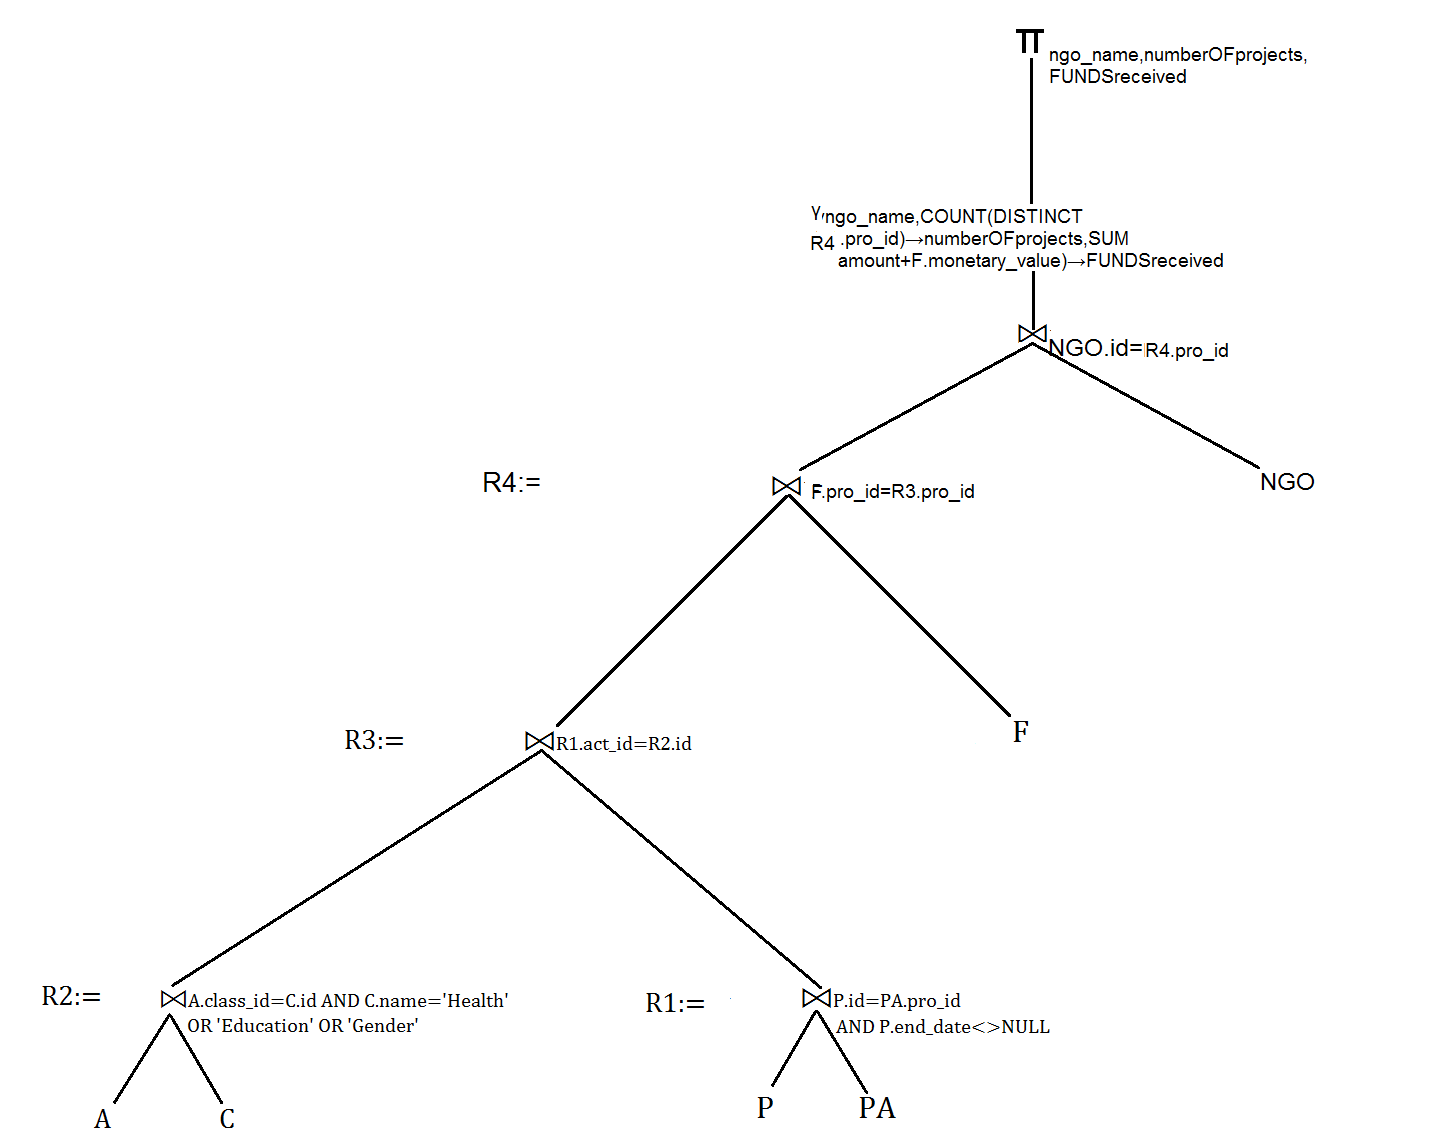 π
ngo_name,numberOFprojects,
FUNDSreceived
γ,ngo_name,COUNT(DISTINCT
R4 .pro_id)→numberOFprojects,SUM
amount+F.monetary_value)→FUNDSreceived
⋈NGO.id=R4.pro_id
R4:= ⋈ F.pro_id=R3.pro_id
NGO
F
R3:= ⋈R1.act_id=R2.id
R2:= ⋈A.class_id=C.id AND C.name='Health'
OR 'Education' OR 'Gender'
R1:= ⋈P.id=PA.pro_id
AND P.end_date<>NULL
A C P PA